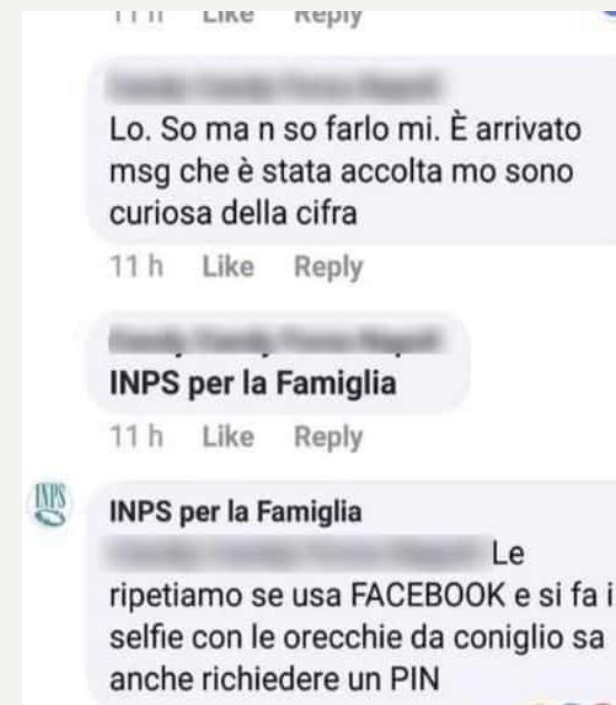 11 h Like Reply
Lo. So ma n so farlo mi. È arrivato
msg che è stata accolta mo sono
curiosa della cifra
11 h Like Reply
INPS per la Famiglia
11 h Like Reply
INPS
INPS per la Famiglia
Le
ripetiamo se usa FACEBOOK e si fa i
selfie con le orecchie da coniglio sa
anche richiedere un PIN